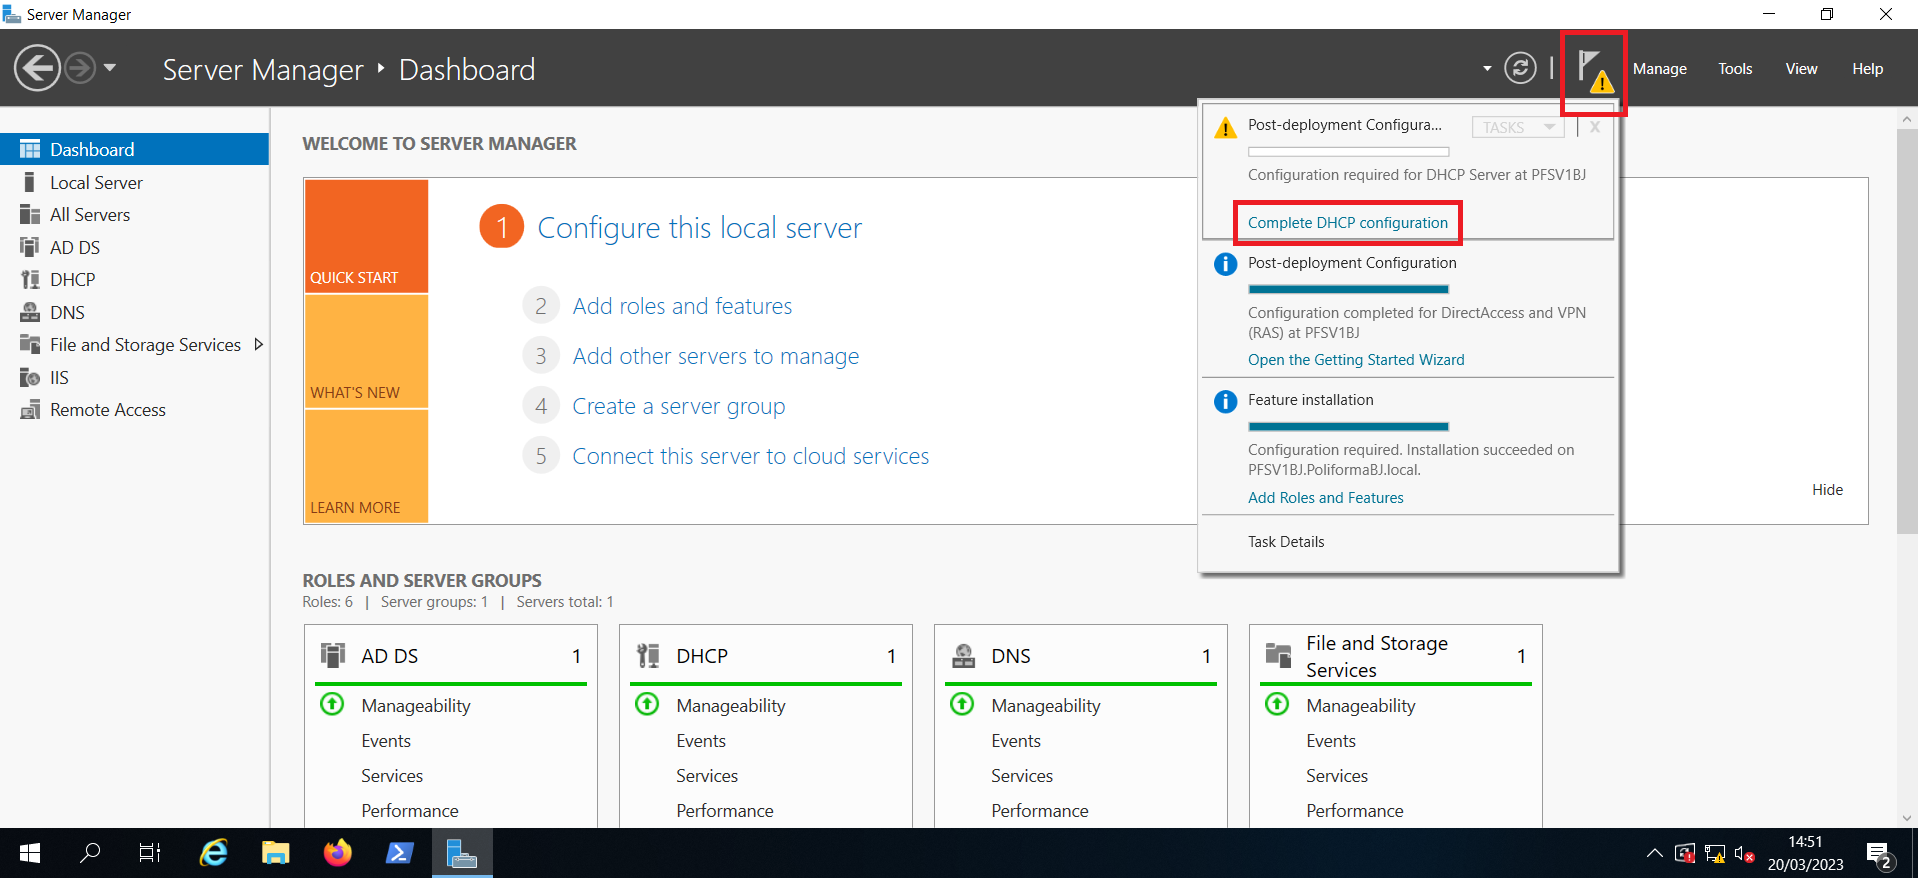 Server Manager
Server Manager ‣ Dashboard
Manage
Tools
View
Help
Dashboard
Local Server
All Servers
AD DS
DHCP
DNS
File and Storage Services
IIS
Remote Access
WELCOME TO SERVER MANAGER
QUICK START
WHAT'S NEW
LEARN MORE
1 Configure this local server
2 Add roles and features
3 Add other servers to manage
4 Create a server group
5 Connect this server to cloud services
Hide
Post-deployment Configura...
TASKS
X
Configuration required for DHCP Server at PFSV1BJ
Complete DHCP configuration
Post-deployment Configuration
Configuration completed for DirectAccess and VPN
(RAS) at PFSV1BJ
Open the Getting Started Wizard
Feature installation
Configuration required. Installation succeeded on
PFSV1BJ.PoliformaBJ.local.
Add Roles and Features
Task Details
ROLES AND SERVER GROUPS
Roles: 6 | Server groups: 1 | Servers total: 1
AD DS 1
Manageability
Events
Services
Performance
DHCP 1
Manageability
Events
Services
Performance
DNS 1
Manageability
Events
Services
Performance
File and Storage
Services 1
Manageability
Events
Services
Performance
14:51
20/03/2023
2